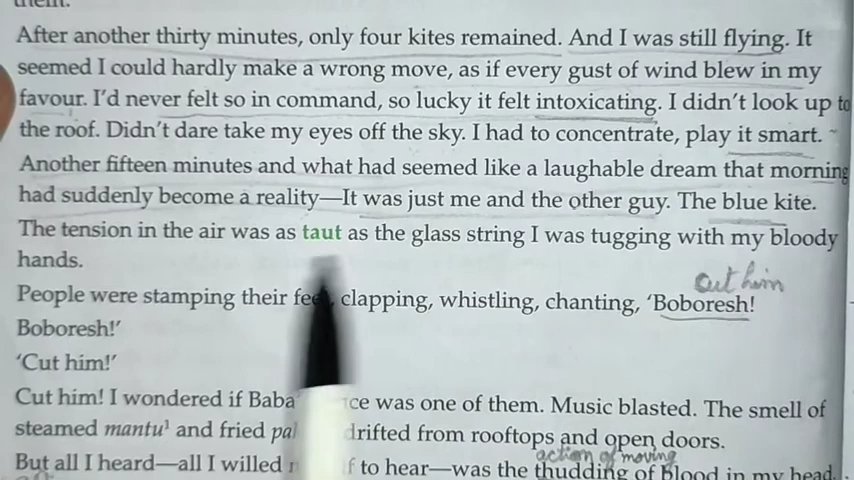 them.
After another thirty minutes, only four kites remained. And I was still flying. It
seemed I could hardly make a wrong move, as if every gust of wind blew in my
favour. I'd never felt so in command, so lucky it felt intoxicating. I didn't look up to
the roof. Didn't dare take my eyes off the sky. I had to concentrate, play it smart.
Another fifteen minutes and what had seemed like a laughable dream that morning
had suddenly become a reality—It was just me and the other guy. The blue kite.
The tension in the air was as taut as the glass string I was tugging with my bloody
hands.
cut him
People were stamping their clapping, whistling, chanting, 'Boboresh!
Boboresh!'
'Cut him!'
Cut him! I wondered if Baba was one of them. Music blasted. The smell of
steamed mantu¹ and fried drifted from rooftops and open doors.
action of moving
But all I heard—all I willed to hear—was the thudding of blood in my head.